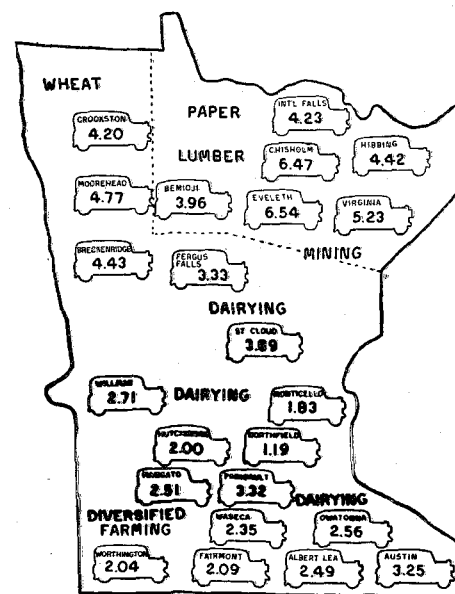 WHEAT
CROOKSTON
4.20
PAPER
INT'L FALLS
4.23
LUMBER
CHISHOLM
6.47
HIBBING
4.42
MOOREHEAD
4.77
BEMIDJI
3.96
EVELETH
6.54
VIRGINIA
5.23
MINING
BRECKENRIDGE
4.43
FERGUS
FALLS
3.33
DAIRYING
ST CLOUD
3.89
2.71
DAIRYING
MONTICELLO
1.83
HUTCHINSON
2.00
NORTHFIELD
1.19
MANKATO
2.51
FARIBAULT
3.32
DAIRYING
DIVERSIFIED
FARMING
WASECA
2.35
OWATONNA
2.56
WORTHINGTON
2.04
FAIRMONT
2.09
ALBERT LEA
2.49
AUSTIN
3.25